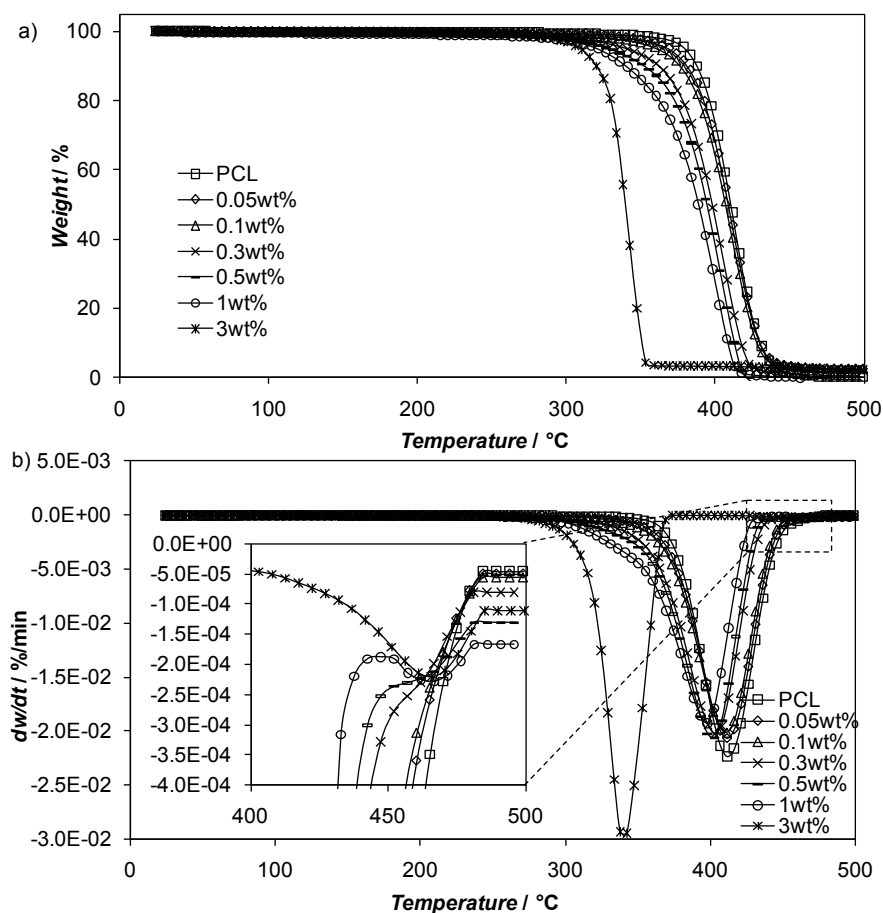 a)
100
80
60
40
20
0
Weight / %
PCL
0.05wt%
0.1wt%
0.3wt%
0.5wt%
1wt%
3wt%
0 100 200 300 400 500
Temperature / °C
b)
5.0E-03
0.0E+00
-5.0E-03
-1.0E-02
-1.5E-02
-2.0E-02
-2.5E-02
-3.0E-02
dw/dt / %/min
0.0E+00
-5.0E-05
-1.0E-04
-1.5E-04
-2.0E-04
-2.5E-04
-3.0E-04
-3.5E-04
-4.0E-04
400 450 500
PCL
0.05wt%
0.1wt%
0.3wt%
0.5wt%
1wt%
3wt%
0 100 200 300 400 500
Temperature / °C